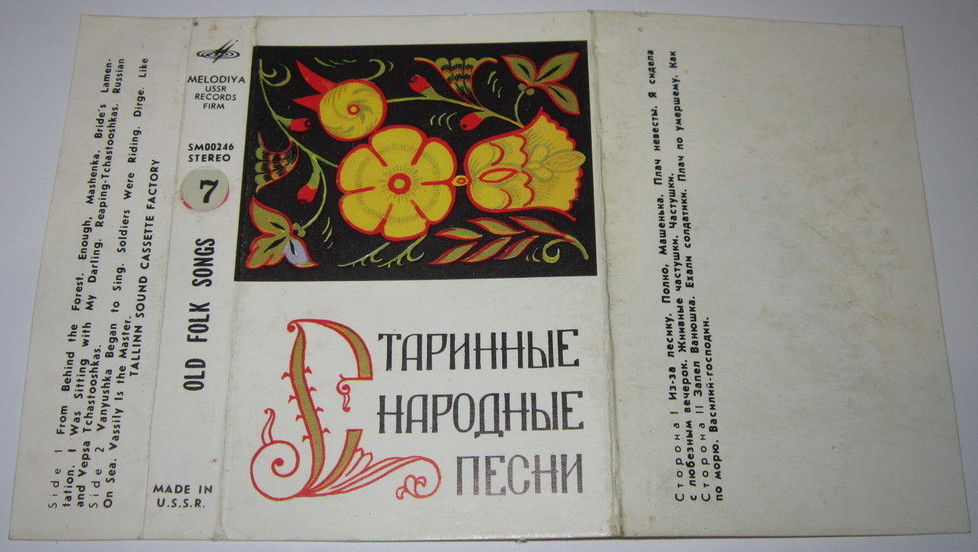 Side 1 From Behind the Forest. Enough, Mashenka. Bride's Lamen-
tation. I Was Sitting with My Darling. Reaping-Tchastooshkas. Russian
and Vepsa Tchastooshkas.
Side 2 Vanyushka Began to Sing. Soldiers Were Riding. Dirge. Like
On Sea. Vassily Is the Master.
TALLINN SOUND CASSETTE FACTORY
MELODIYA
USSR
RECORDS
FIRM
SM00246
STEREO
7
OLD FOLK SONGS
MADE IN
U.S.S.R.
СТАРИННЫЕ
НАРОДНЫЕ
ПЕСНИ
Сторона I Из-за лесику. Полно, Машенька. Плач невесты. Я сидела
с любезным вечерок. Жнивные частушки. Частушки.
Сторона II Запел Ванюшка. Ехали солдатики. Плач по умершему. Как
по морю. Василий-господин.